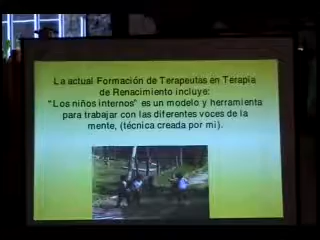 La actual Formación de Terapeutas en Terapia
de Renacimiento incluye:
"Los niños internos" es un modelo y herramienta
para trabajar con las diferentes voces de la
mente, (técnica creada por mi).